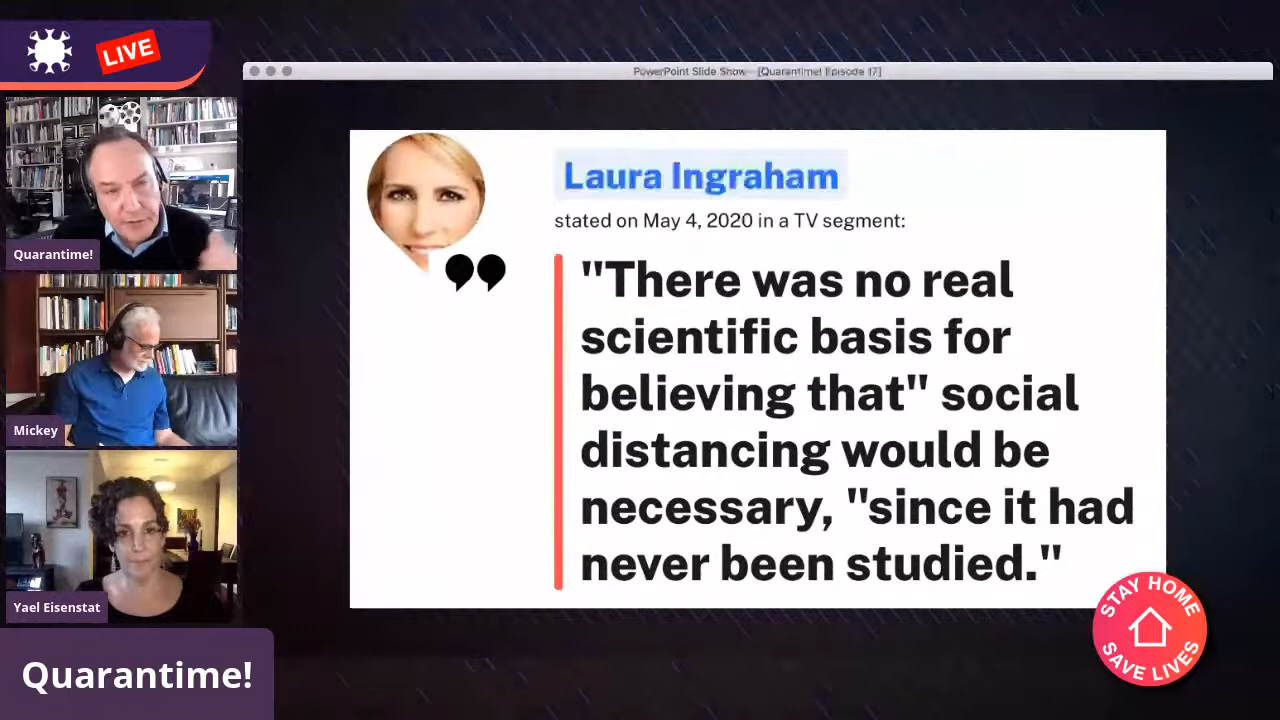 LIVE
PowerPoint Slide Show - [Quarantime! Episode 17]
Quarantime!
Mickey
Yael Eisenstat
Quarantime!
Laura Ingraham
stated on May 4, 2020 in a TV segment:
"There was no real
scientific basis for
believing that" social
distancing would be
necessary, "since it had
never been studied."
STAY HOME
SAVE LIVES